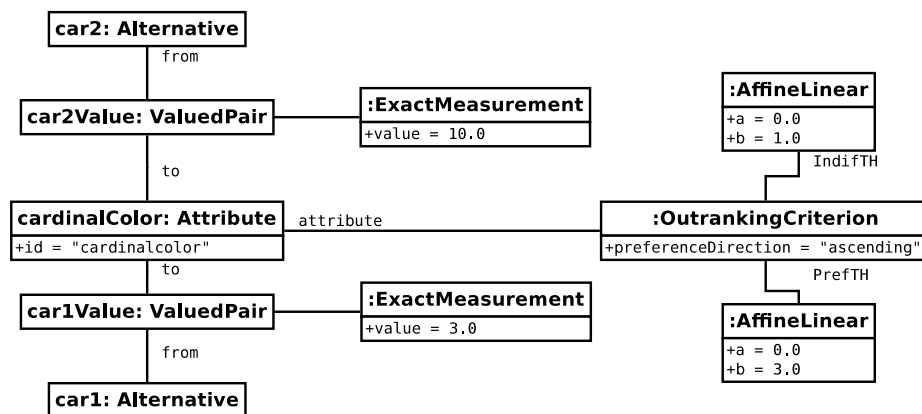 car2: Alternative
from
car2Value: ValuedPair
:ExactMeasurement
+value = 10.0
:AffineLinear
+a = 0.0
+b = 1.0
IndifTH
to
cardinalColor: Attribute
+id = "cardinalcolor"
attribute
:OutrankingCriterion
+preferenceDirection = "ascending"
to
PrefTH
car1Value: ValuedPair
:ExactMeasurement
+value = 3.0
:AffineLinear
+a = 0.0
+b = 3.0
from
car1: Alternative